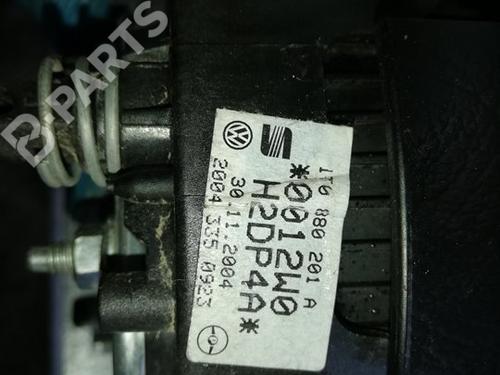 B-PARTS
1T0 880 201 A
*0012W0
H2DP4A*
30.11.2004
2004 335 0923